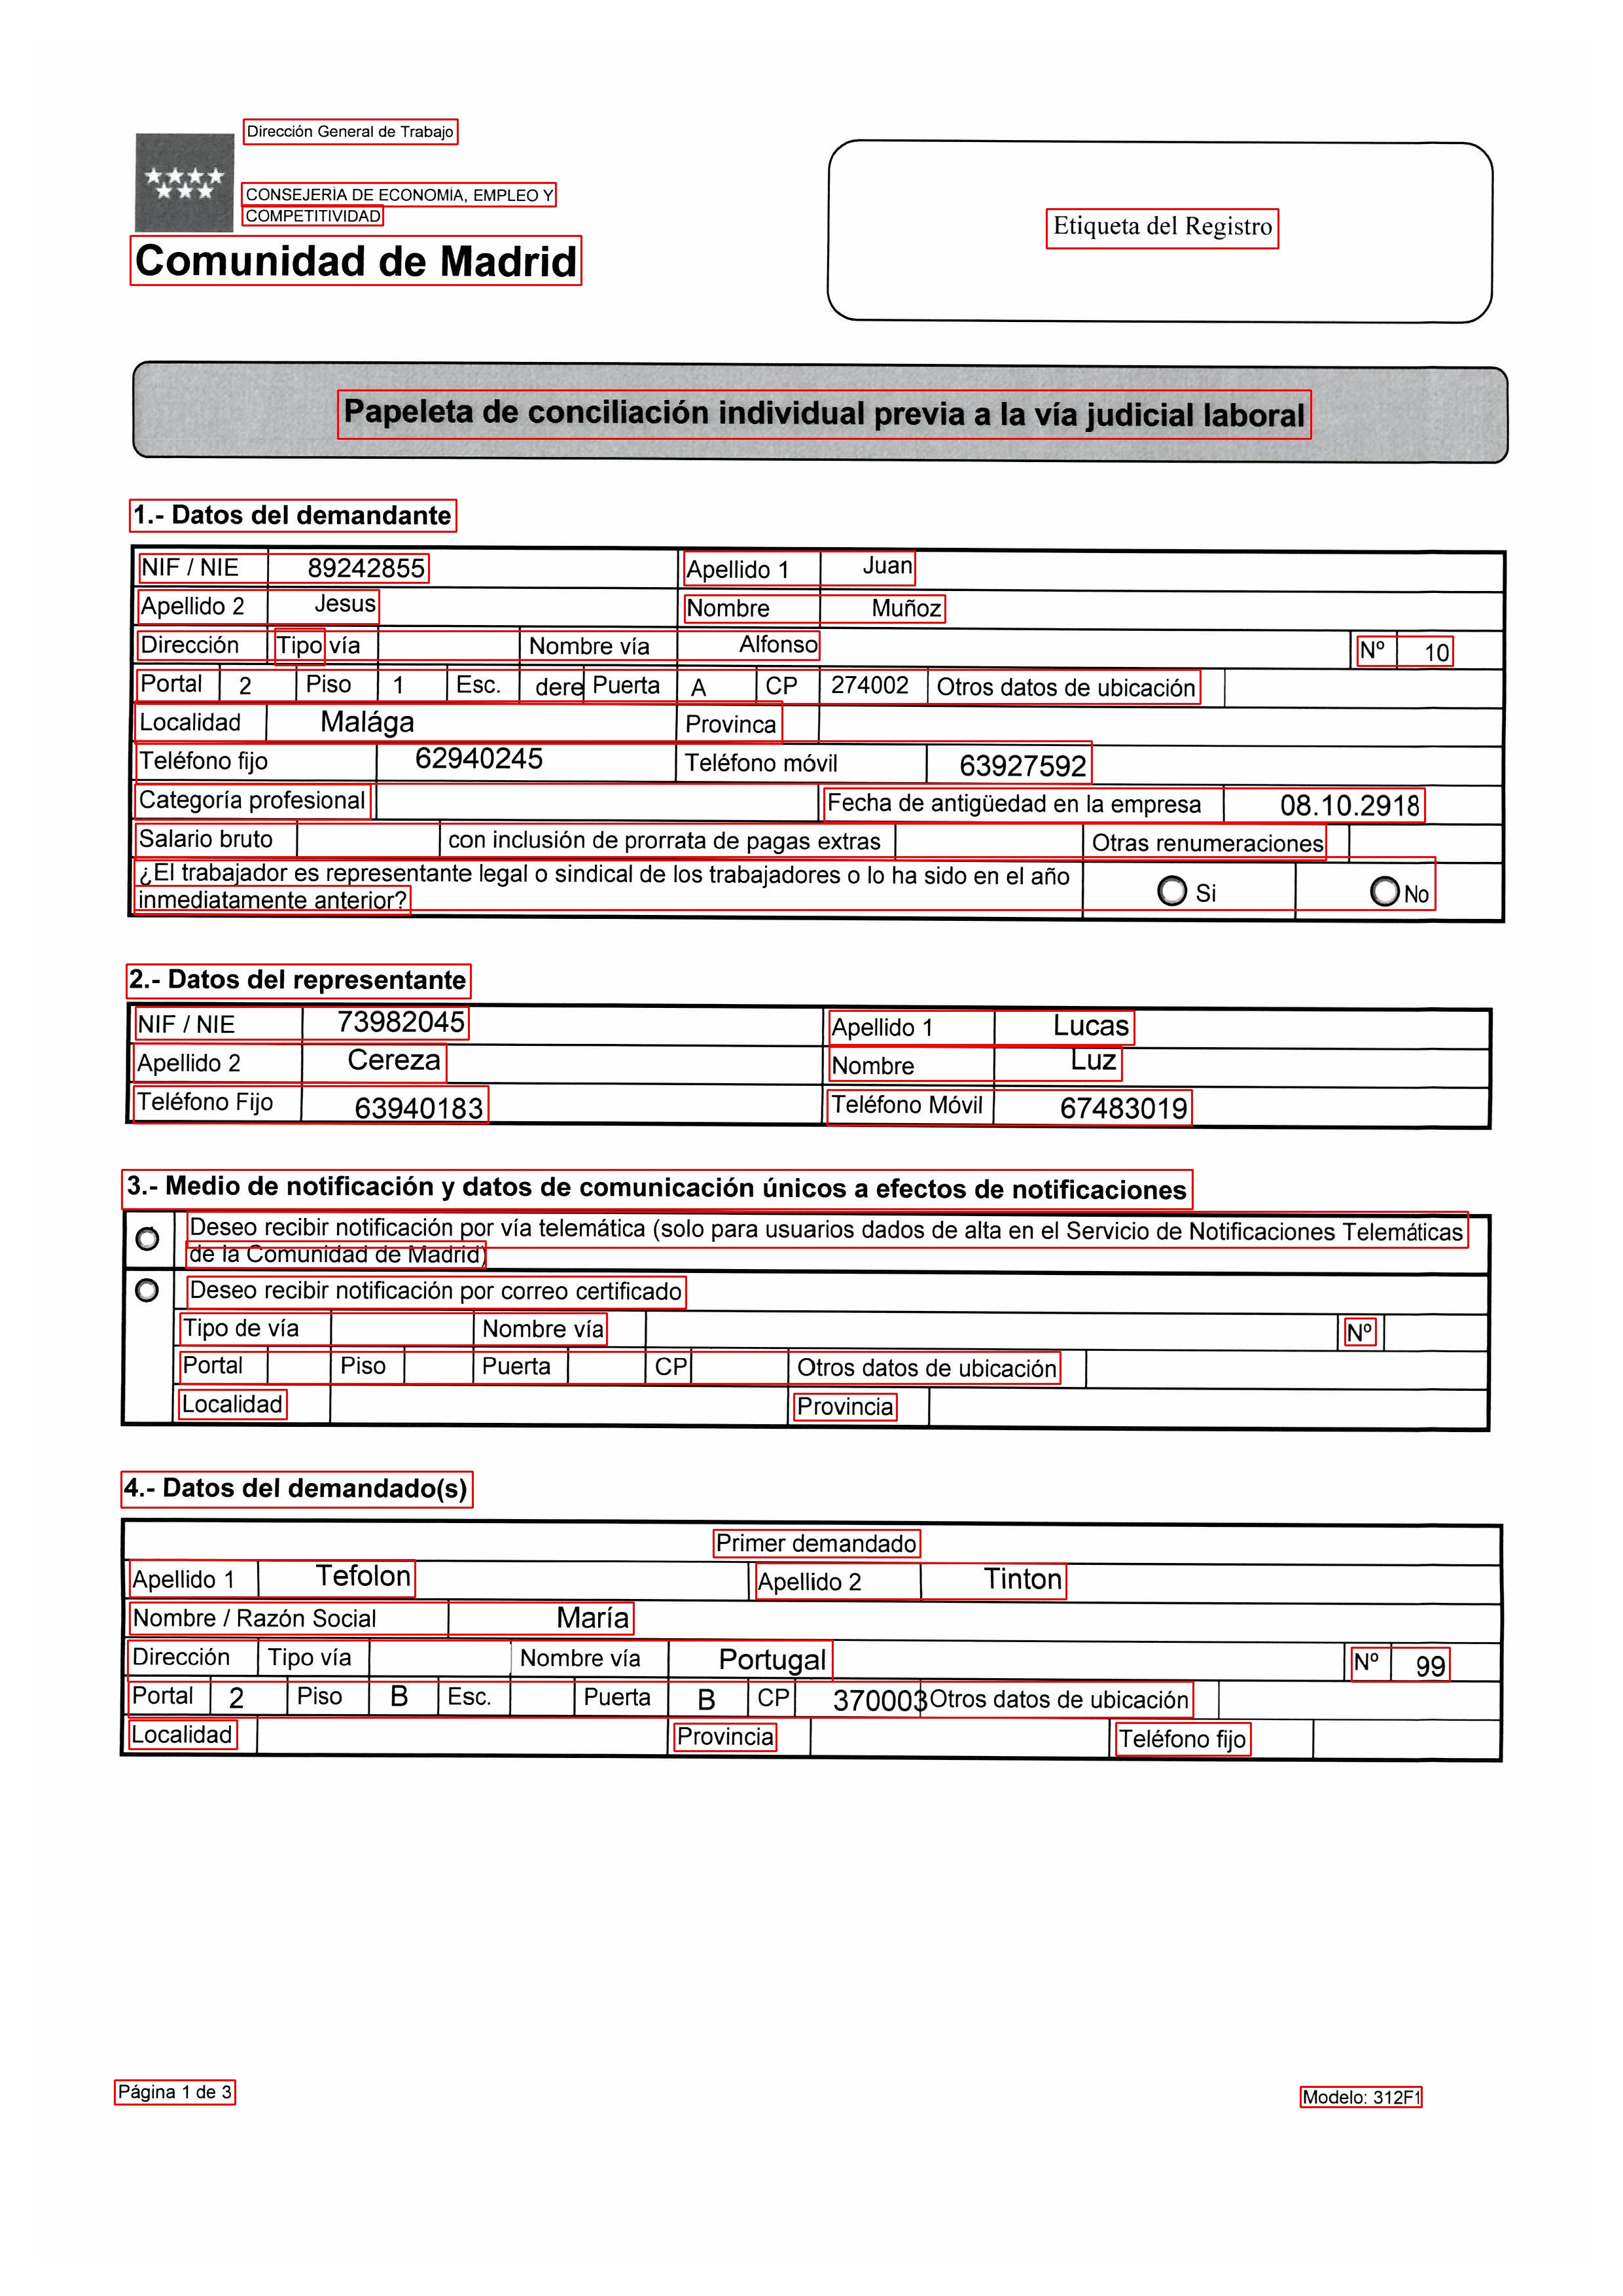 Dirección General de Trabajo
CONSEJERÍA DE ECONOMÍA, EMPLEO Y
COMPETITIVIDAD
Comunidad de Madrid
Etiqueta del Registro
Papeleta de conciliación individual previa a la vía judicial laboral
1.- Datos del demandante
NIF / NIE 89242855 Apellido 1 Juan
Apellido 2 Jesus Nombre Muñoz
Dirección Tipo vía Nombre vía Alfonso Nº 10
Portal 2 Piso 1 Esc. dere Puerta A CP 274002 Otros datos de ubicación
Localidad Malága Provinca
Teléfono fijo 62940245 Teléfono móvil 63927592
Categoría profesional Fecha de antigüedad en la empresa 08.10.2918
Salario bruto con inclusión de prorrata de pagas extras Otras renumeraciones
¿El trabajador es representante legal o sindical de los trabajadores o lo ha sido en el año Si No
inmediatamente anterior?
2.- Datos del representante
NIF / NIE 73982045 Apellido 1 Lucas
Apellido 2 Cereza Nombre Luz
Teléfono Fijo 63940183 Teléfono Móvil 67483019
3.- Medio de notificación y datos de comunicación únicos a efectos de notificaciones
Deseo recibir notificación por vía telemática (solo para usuarios dados de alta en el Servicio de Notificaciones Telemáticas
de la Comunidad de Madrid)
Deseo recibir notificación por correo certificado
Tipo de vía Nombre vía Nº
Portal Piso Puerta CP Otros datos de ubicación
Localidad Provincia
4.- Datos del demandado(s)
Primer demandado
Apellido 1 Tefolon Apellido 2 Tinton
Nombre / Razón Social María
Dirección Tipo vía Nombre vía Portugal Nº 99
Portal 2 Piso B Esc. Puerta B CP 370003 Otros datos de ubicación
Localidad Provincia Teléfono fijo
Página 1 de 3
Modelo: 312F1